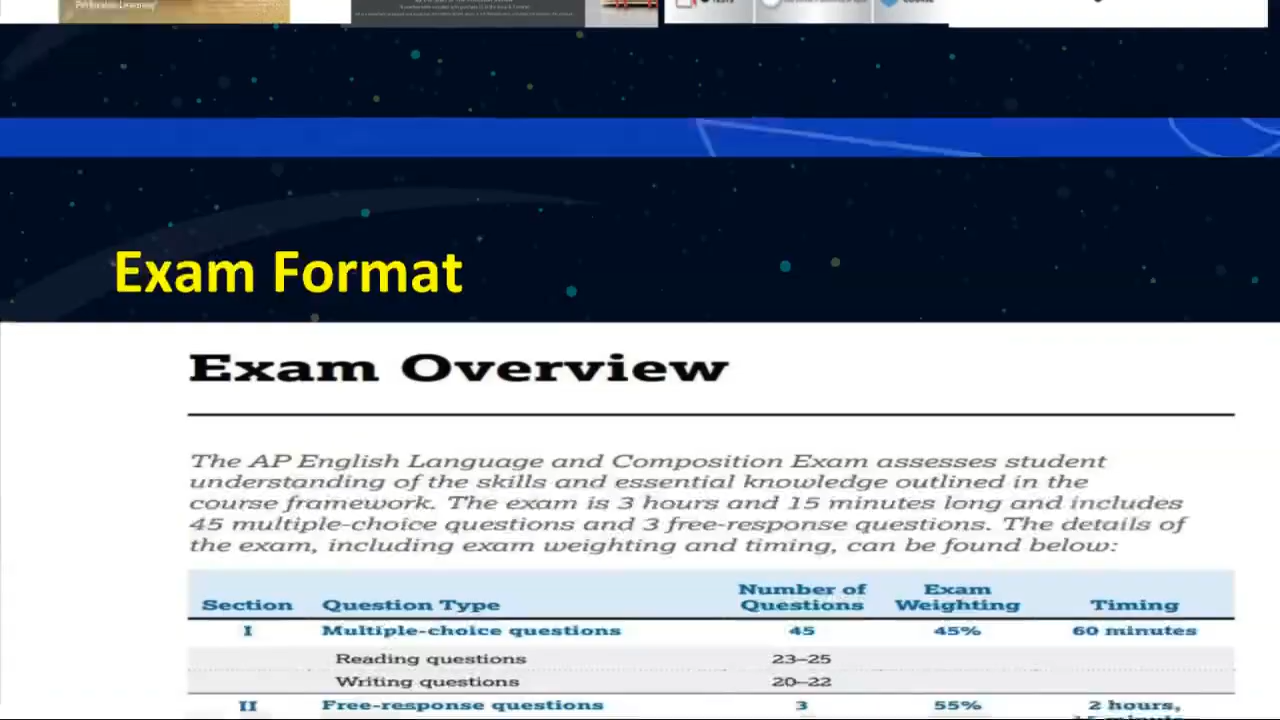 Exam Format
Exam Overview
The AP English Language and Composition Exam assesses student
understanding of the skills and essential knowledge outlined in the
course framework. The exam is 3 hours and 15 minutes long and includes
45 multiple-choice questions and 3 free-response questions. The details of
the exam, including exam weighting and timing, can be found below:
Number of Exam
Section Question Type Questions Weighting Timing
I Multiple-choice questions 45 45% 60 minutes
Reading questions 23–25
Writing questions 20–22
II Free-response questions 3 55% 2 hours,